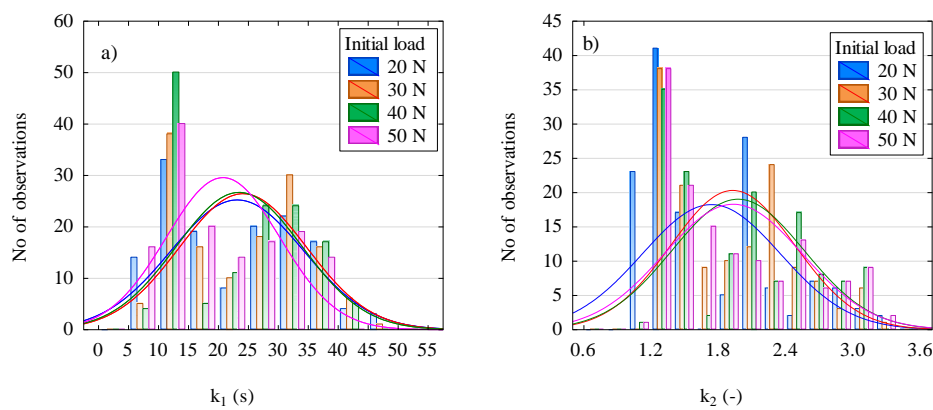 a)
Initial load
20 N
30 N
40 N
50 N
No of observations
60
50
40
30
20
10
0
0 5 10 15 20 25 30 35 40 45 50 55
k1 (s)
b)
Initial load
20 N
30 N
40 N
50 N
No of observations
45
40
35
30
25
20
15
10
5
0
0.6 1.2 1.8 2.4 3.0 3.6
k2 (-)